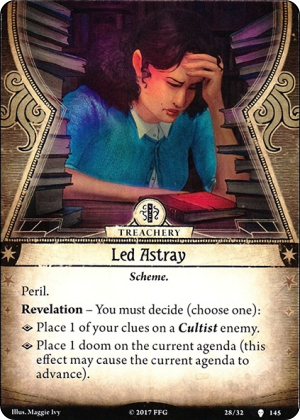 TREACHERY
Led Astray
Scheme.
Peril.
Revelation – You must decide (choose one):
Place 1 of your clues on a Cultist enemy.
Place 1 doom on the current agenda (this
effect may cause the current agenda to
advance).
Illus. Maggie Ivy © 2017 FFG 28/32 145